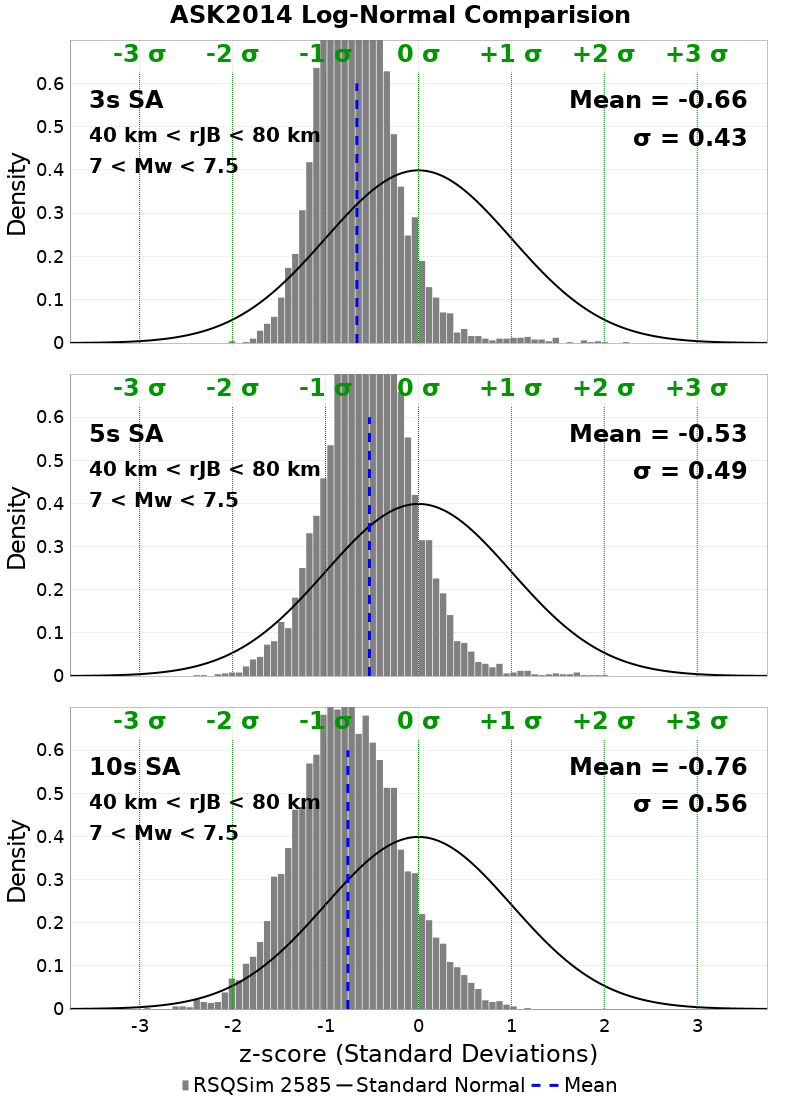 ASK2014 Log-Normal Comparision
-3 σ -2 σ -1 σ 0 σ +1 σ +2 σ +3 σ
3s SA
40 km < rJB < 80 km
7 < Mw < 7.5
Mean = -0.66
σ = 0.43
Density
0.6
0.5
0.4
0.3
0.2
0.1
0
-3 σ -2 σ -1 σ 0 σ +1 σ +2 σ +3 σ
5s SA
40 km < rJB < 80 km
7 < Mw < 7.5
Mean = -0.53
σ = 0.49
Density
0.6
0.5
0.4
0.3
0.2
0.1
0
-3 σ -2 σ -1 σ 0 σ +1 σ +2 σ +3 σ
10s SA
40 km < rJB < 80 km
7 < Mw < 7.5
Mean = -0.76
σ = 0.56
Density
0.6
0.5
0.4
0.3
0.2
0.1
0
-3 -2 -1 0 1 2 3
z-score (Standard Deviations)
RSQSim 2585 Standard Normal Mean